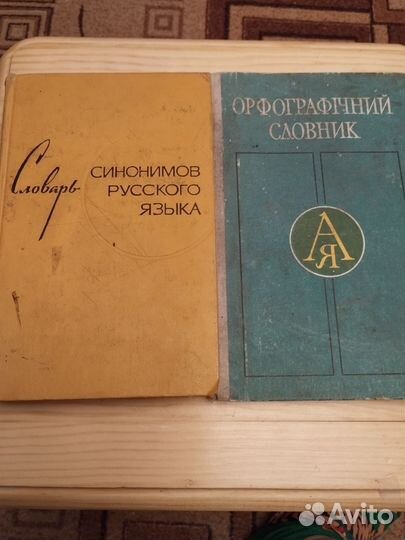 Словарь
СИНОНИМОВ
РУССКОГО
ЯЗЫКА
ОРФОГРАФІЧНИЙ
СЛОВНИК
А
Я
Avito